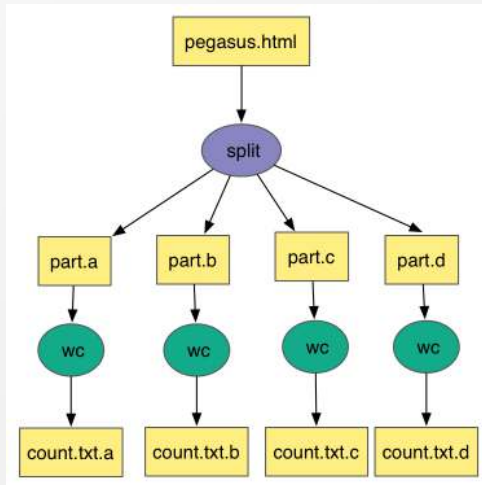 pegasus.html
split
part.a
part.b
part.c
part.d
wc
wc
wc
wc
count.txt.a
count.txt.b
count.txt.c
count.txt.d